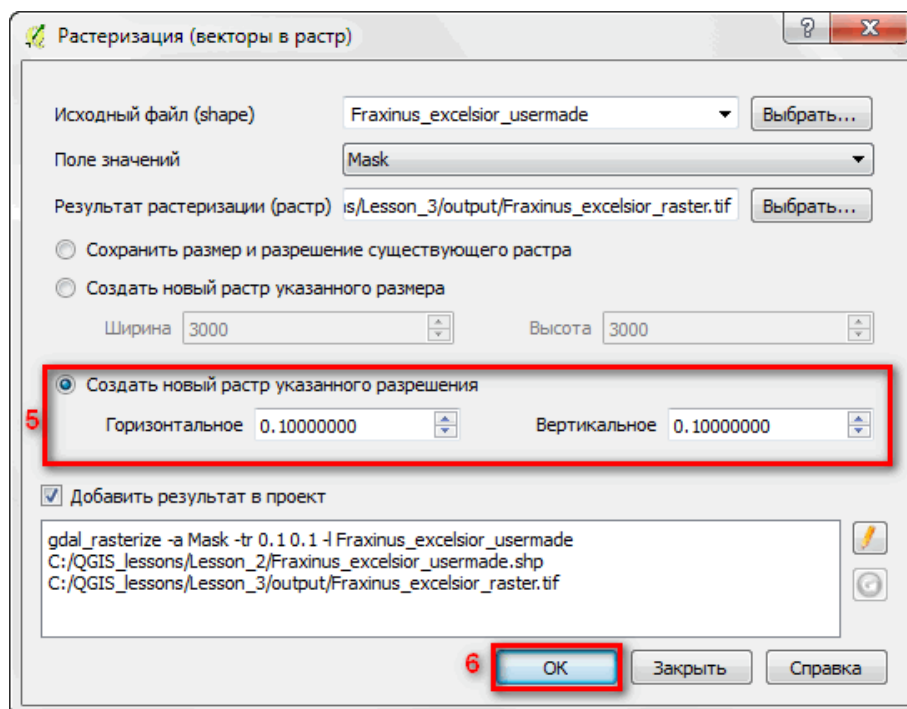 Растеризация (векторы в растр)
Исходный файл (shape) Fraxinus_excelsior_usermade Выбрать...
Поле значений Mask
Результат растеризации (растр) ıs/Lesson_3/output/Fraxinus_excelsior_raster.tif Выбрать...
Сохранить размер и разрешение существующего растра
Создать новый растр указанного размера
Ширина 3000 Высота 3000
Создать новый растр указанного разрешения
5 Горизонтальное 0.10000000 Вертикальное 0.10000000
Добавить результат в проект
gdal_rasterize -a Mask -tr 0.1 0.1 -l Fraxinus_excelsior_usermade
C:/QGIS_lessons/Lesson_2/Fraxinus_excelsior_usermade.shp
C:/QGIS_lessons/Lesson_3/output/Fraxinus_excelsior_raster.tif
6 OK Закрыть Справка